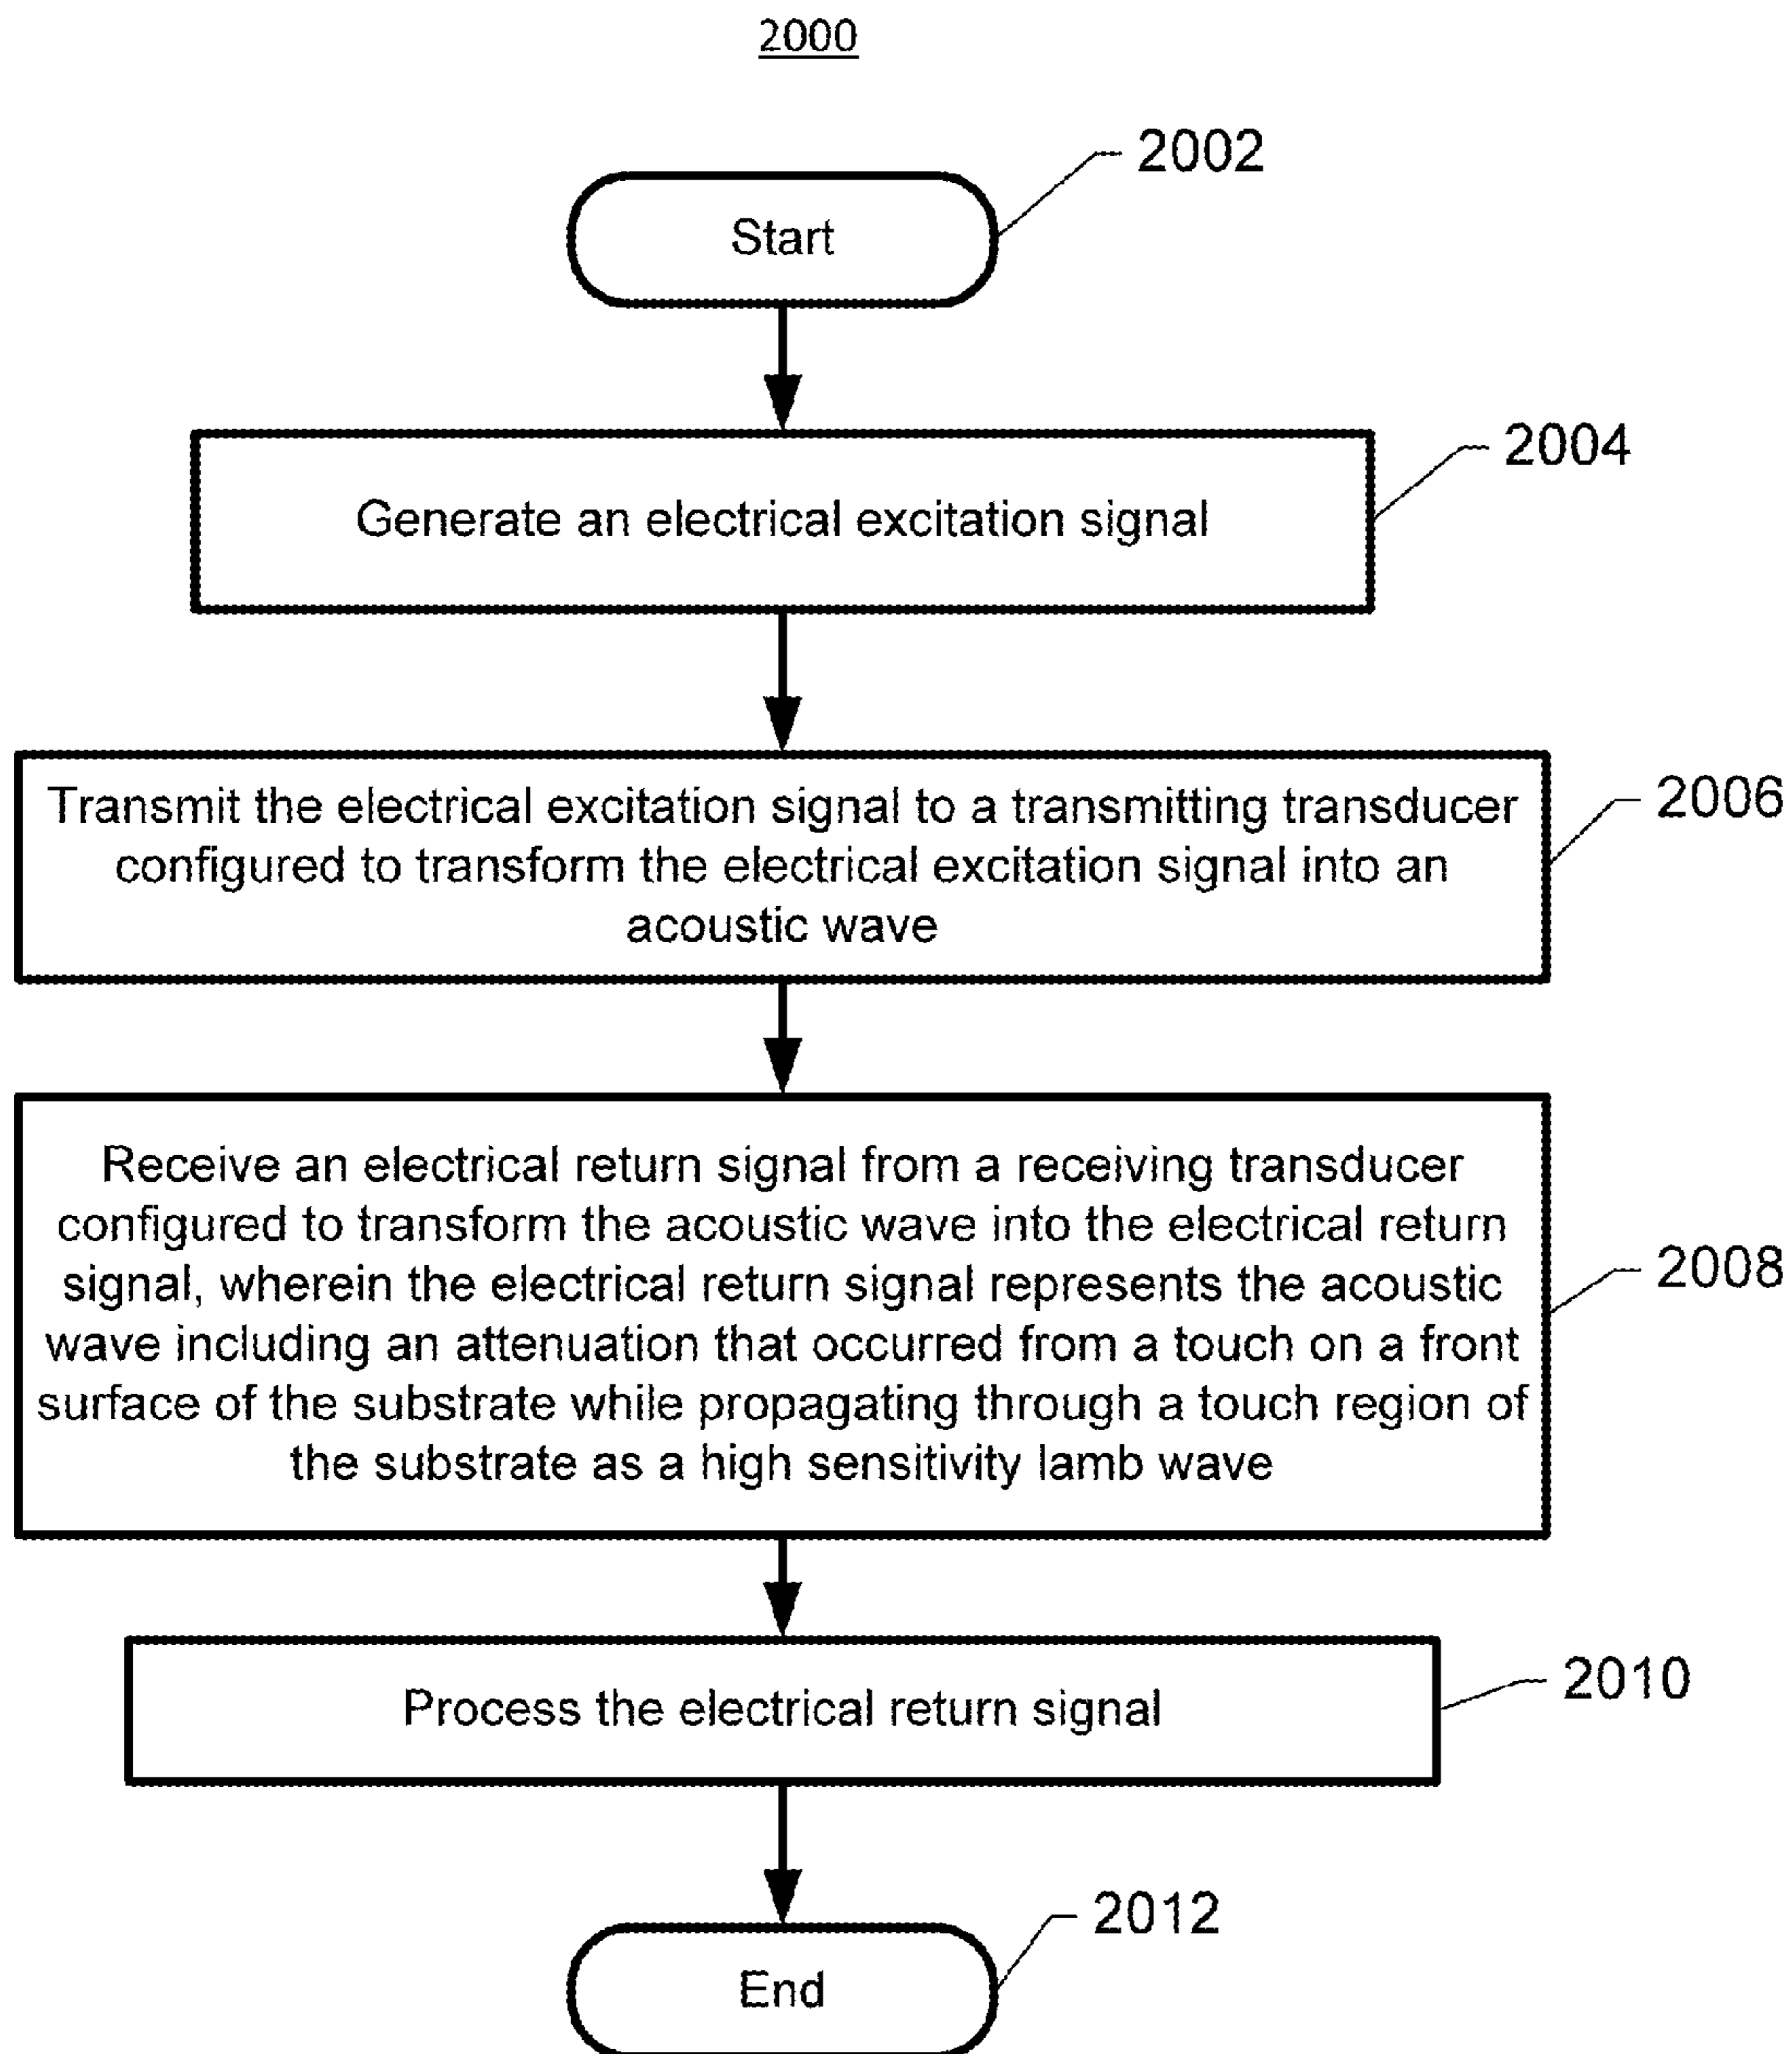 2000
2002
Start
2004
Generate an electrical excitation signal
2006
Transmit the electrical excitation signal to a transmitting transducer
configured to transform the electrical excitation signal into an
acoustic wave
Receive an electrical return signal from a receiving transducer
configured to transform the acoustic wave into the electrical return
signal, wherein the electrical return signal represents the acoustic
wave including an attenuation that occurred from a touch on a front
surface of the substrate while propagating through a touch region of
the substrate as a high sensitivity lamb wave
2008
2010
Process the electrical return signal
2012
End